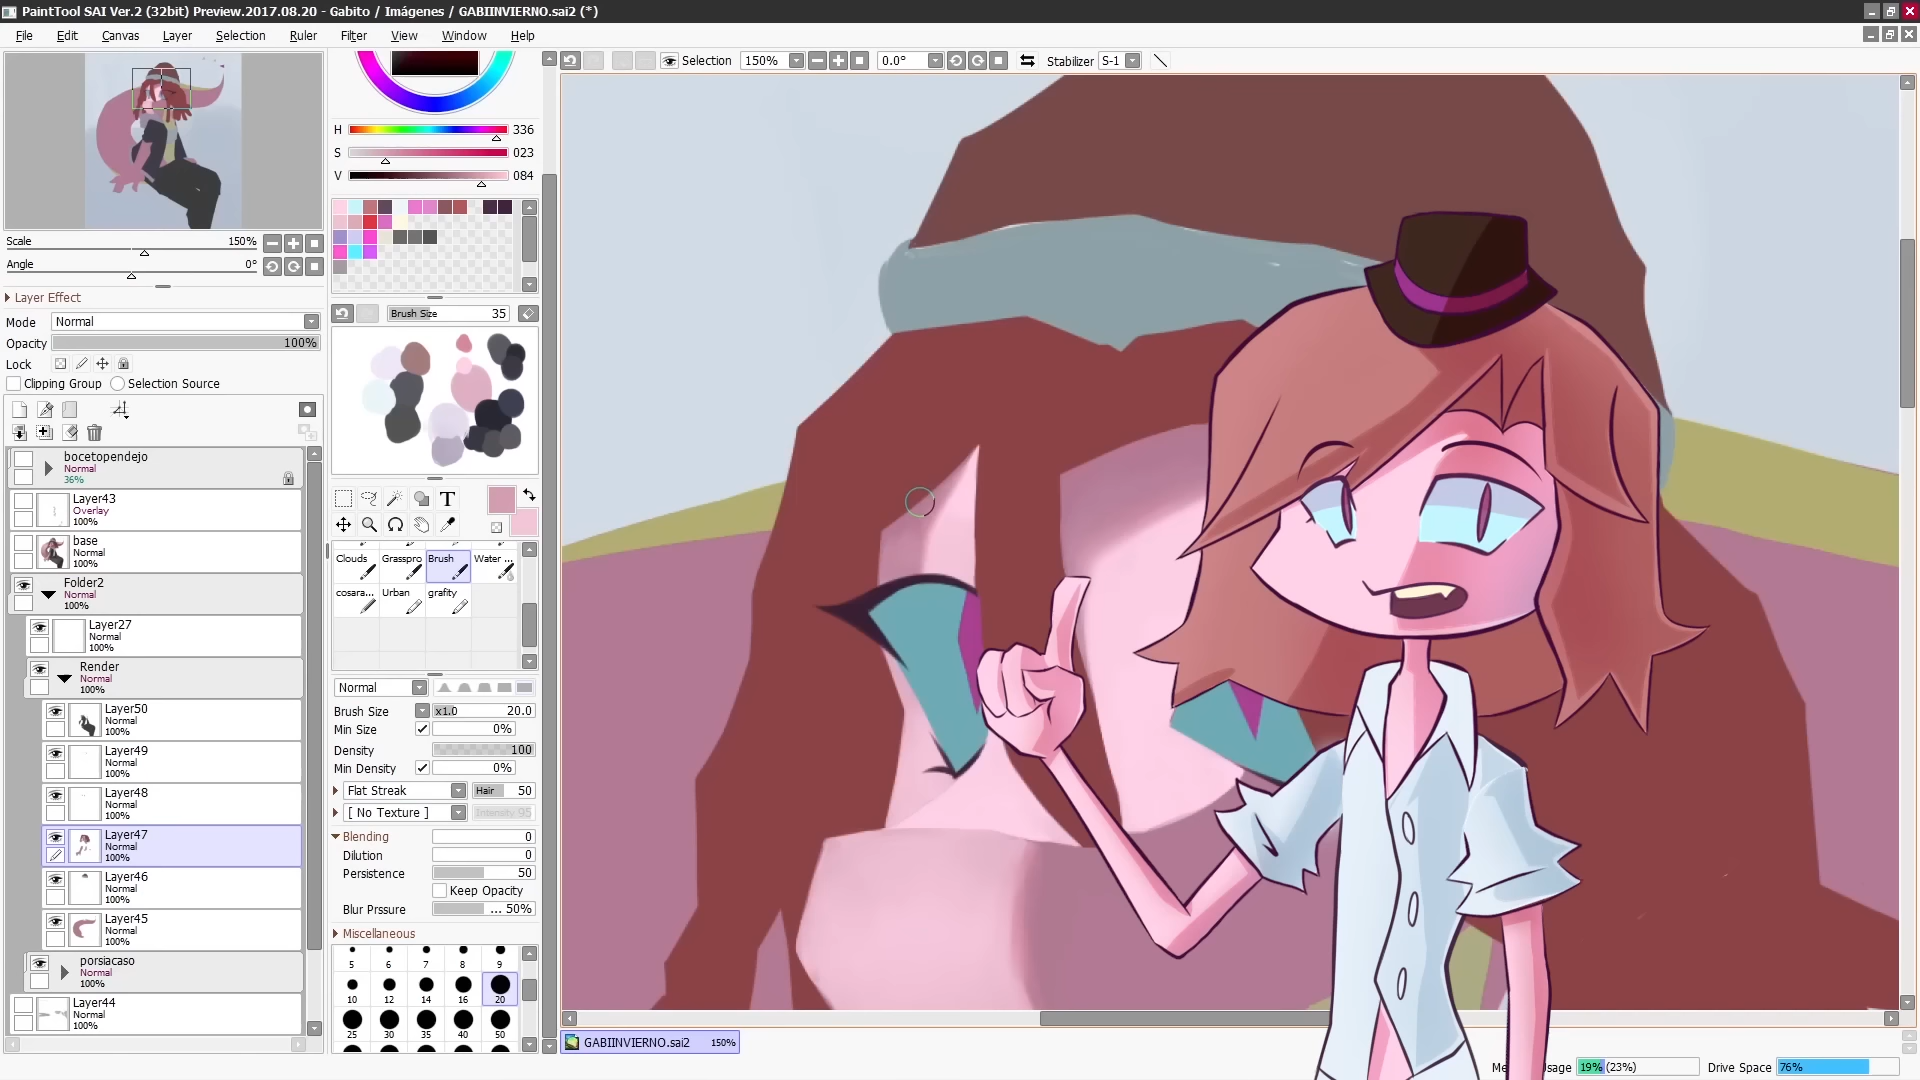 PaintTool SAI Ver.2 (32bit) Preview.2017.08.20 - Gabito / Imágenes / GABIINVIERNO.sai2 (*)
File Edit Canvas Layer Selection Ruler Filter View Window Help
Selection 150% 0.0° Stabilizer S-1
H 336
S 023
V 084
Scale 150%
Angle 0°
Layer Effect
Mode Normal
Opacity 100%
Lock
Clipping Group Selection Source
bocetopendejo
Normal
36%
Layer43
Overlay
100%
base
Normal
100%
Folder2
Normal
100%
Layer27
Normal
100%
Render
Normal
100%
Layer50
Normal
100%
Layer49
Normal
100%
Layer48
Normal
100%
Layer47
Normal
100%
Layer46
Normal
100%
Layer45
Normal
100%
porsiacaso
Normal
100%
Layer44
Normal
100%
Brush Size 35
T
Clouds Grasspro Brush Water ...
cosara... Urban grafity
Normal
Brush Size x1.0 20.0
Min Size 0%
Density 100
Min Density 0%
Flat Streak Hair 50
[ No Texture ] Intensity 95
Blending 0
Dilution 0
Persistence 50
Keep Opacity
Blur Prssure ... 50%
Miscellaneous
5 6 7 8 9
10 12 14 16 20
25 30 35 40 50
GABIINVIERNO.sai2 150%
Me usage 19% (23%) Drive Space 76%